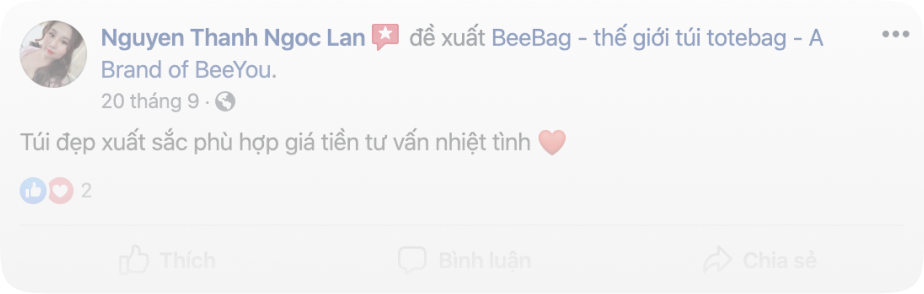 Nguyen Thanh Ngoc Lan đề xuất BeeBag - thế giới túi totebag - A
Brand of BeeYou.
20 tháng 9 ·
Túi đẹp xuất sắc phù hợp giá tiền tư vấn nhiệt tình ❤️
2
Thích Bình luận Chia sẻ